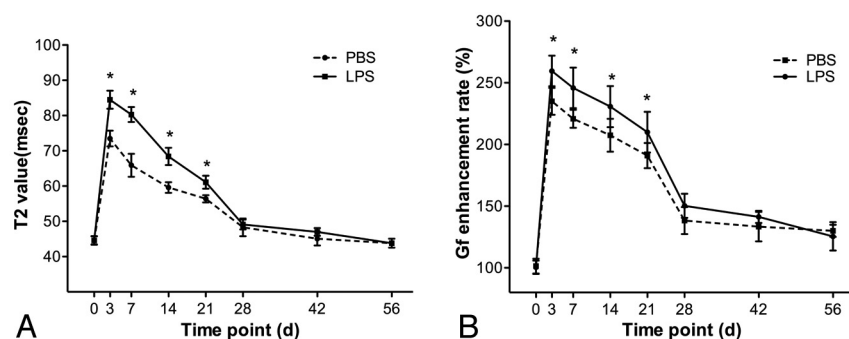 100
90
80
70
60
50
40
T2 value(msec)
* * * *
PBS
LPS
0 3 7 14 21 28 42 56
Time point (d)
A
300
250
200
150
100
Gf enhancement rate (%)
* * * *
PBS
LPS
0 3 7 14 21 28 42 56
Time point (d)
B